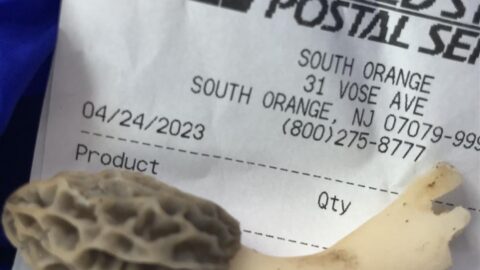 POSTAL SE
SOUTH ORANGE
31 VOSE AVE
SOUTH ORANGE, NJ 07079-999
(800)275-8777
04/24/2023
Product
Qty